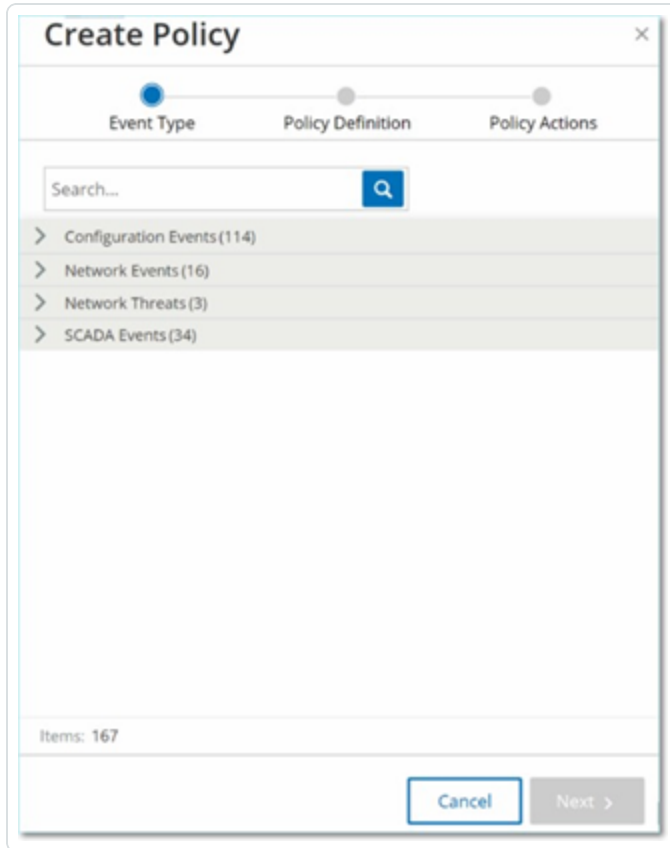 Create Policy
Event Type Policy Definition Policy Actions
Search...
Configuration Events (114)
Network Events (16)
Network Threats (3)
SCADA Events (34)
Items: 167
Cancel Next